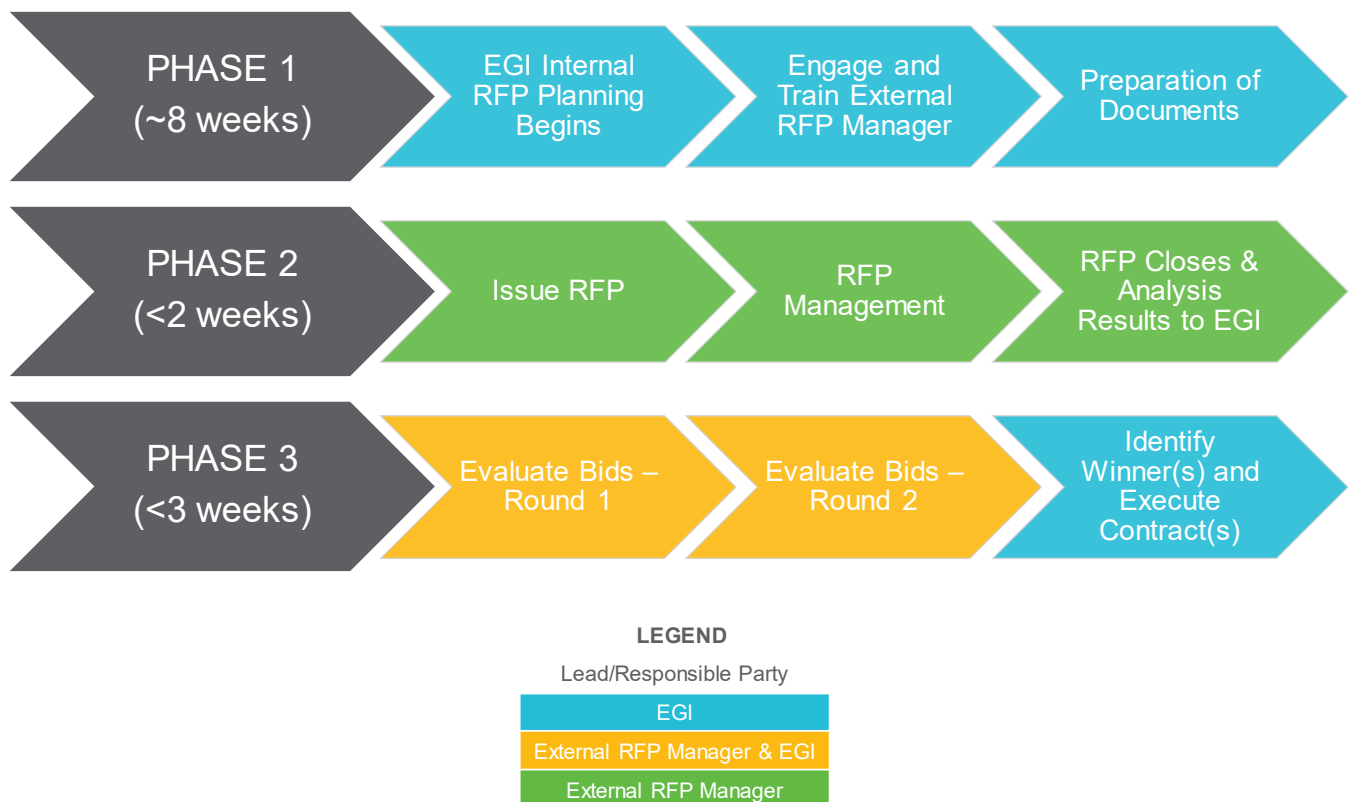 PHASE 1
(~8 weeks)
EGI Internal
RFP Planning
Begins
Engage and
Train External
RFP Manager
Preparation of
Documents
PHASE 2
(<2 weeks)
Issue RFP
RFP
Management
RFP Closes &
Analysis
Results to EGI
PHASE 3
(<3 weeks)
Evaluate Bids –
Round 1
Evaluate Bids –
Round 2
Identify
Winner(s) and
Execute
Contract(s)
LEGEND
Lead/Responsible Party
EGI
External RFP Manager & EGI
External RFP Manager